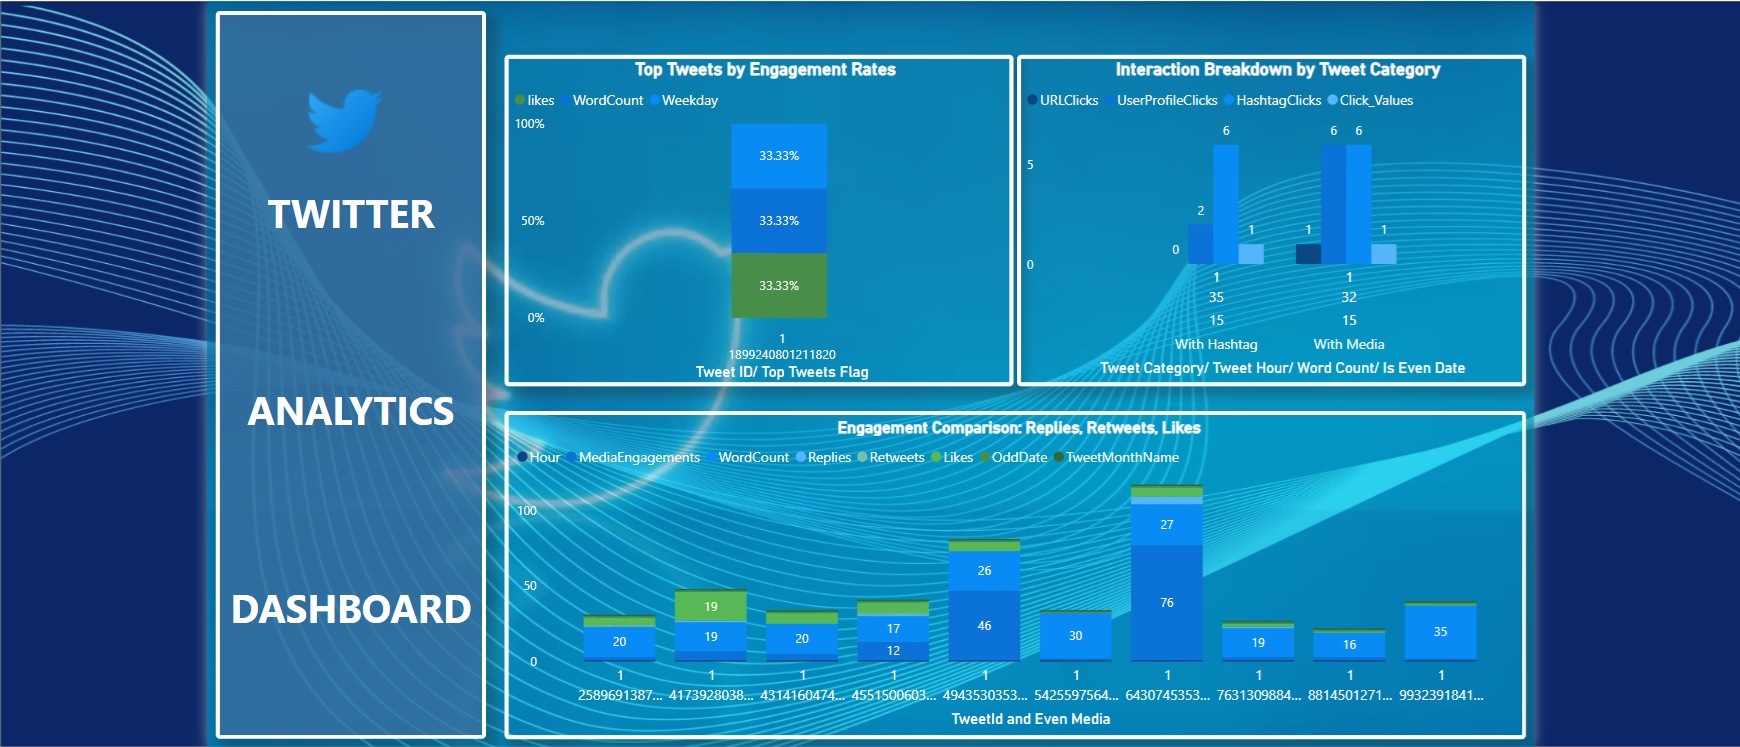 TWITTER
ANALYTICS
DASHBOARD
Top Tweets by Engagement Rates
likes WordCount Weekday
100%
50%
0%
33.33%
33.33%
33.33%
1
1899240801211820
Tweet ID/ Top Tweets Flag
Interaction Breakdown by Tweet Category
URLClicks UserProfileClicks HashtagClicks Click_Values
5
0
0 2 6 1
1 6 6 1
1 1
35 32
15 15
With Hashtag With Media
Tweet Category/ Tweet Hour/ Word Count/ Is Even Date
Engagement Comparison: Replies, Retweets, Likes
Hour MediaEngagements WordCount Replies Retweets Likes OddDate TweetMonthName
100
50
0
20
19
19
20
17
12
26
46
30
27
76
19
16
35
1 1 1 1 1 1 1 1 1 1
2589691387... 4173928038... 4314160474... 4551500603... 4943530353... 5425597564... 6430745353... 7631309884... 8814501271... 9932391841...
TweetId and Even Media